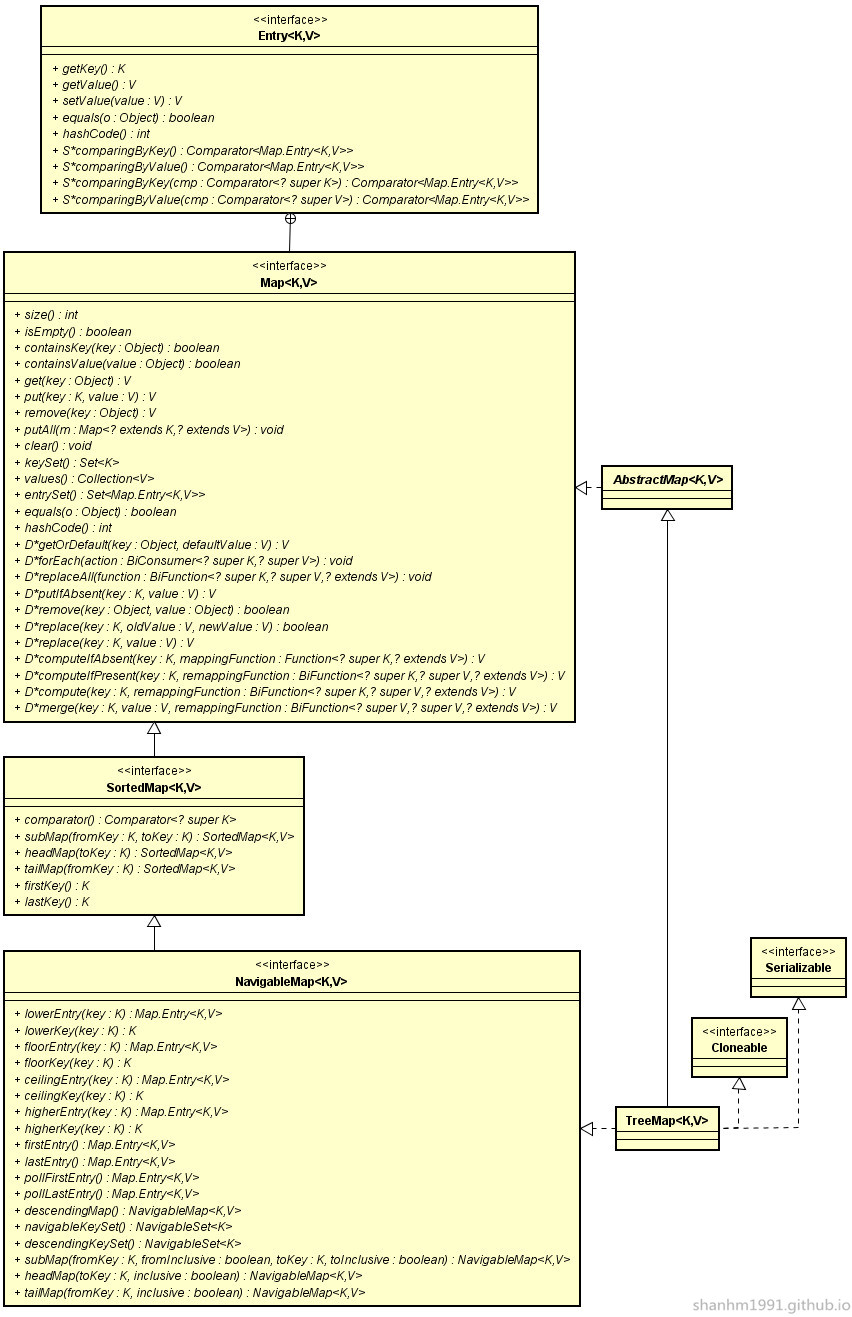 <<interface>>
Entry<K,V>
+ getKey() : K
+ getValue() : V
+ setValue(value : V) : V
+ equals(o : Object) : boolean
+ hashCode() : int
+ S*comparingByKey() : Comparator<Map.Entry<K,V>>
+ S*comparingByValue() : Comparator<Map.Entry<K,V>>
+ S*comparingByKey(cmp : Comparator<? super K>) : Comparator<Map.Entry<K,V>>
+ S*comparingByValue(cmp : Comparator<? super V>) : Comparator<Map.Entry<K,V>>
<<interface>>
Map<K,V>
+ size() : int
+ isEmpty() : boolean
+ containsKey(key : Object) : boolean
+ containsValue(value : Object) : boolean
+ get(key : Object) : V
+ put(key : K, value : V) : V
+ remove(key : Object) : V
+ putAll(m : Map<? extends K,? extends V>) : void
+ clear() : void
+ keySet() : Set<K>
+ values() : Collection<V>
+ entrySet() : Set<Map.Entry<K,V>>
+ equals(o : Object) : boolean
+ hashCode() : int
+ D*getOrDefault(key : Object, defaultValue : V) : V
+ D*forEach(action : BiConsumer<? super K,? super V>) : void
+ D*replaceAll(function : BiFunction<? super K,? super V,? extends V>) : void
+ D*putIfAbsent(key : K, value : V) : V
+ D*remove(key : Object, value : Object) : boolean
+ D*replace(key : K, oldValue : V, newValue : V) : boolean
+ D*replace(key : K, value : V) : V
+ D*computeIfAbsent(key : K, mappingFunction : Function<? super K,? extends V>) : V
+ D*computeIfPresent(key : K, remappingFunction : BiFunction<? super K,? super V,? extends V>) : V
+ D*compute(key : K, remappingFunction : BiFunction<? super K,? super V,? extends V>) : V
+ D*merge(key : K, value : V, remappingFunction : BiFunction<? super V,? super V,? extends V>) : V
AbstractMap<K,V>
<<interface>>
SortedMap<K,V>
+ comparator() : Comparator<? super K>
+ subMap(fromKey : K, toKey : K) : SortedMap<K,V>
+ headMap(toKey : K) : SortedMap<K,V>
+ tailMap(fromKey : K) : SortedMap<K,V>
+ firstKey() : K
+ lastKey() : K
<<interface>>
NavigableMap<K,V>
+ lowerEntry(key : K) : Map.Entry<K,V>
+ lowerKey(key : K) : K
+ floorEntry(key : K) : Map.Entry<K,V>
+ floorKey(key : K) : K
+ ceilingEntry(key : K) : Map.Entry<K,V>
+ ceilingKey(key : K) : K
+ higherEntry(key : K) : Map.Entry<K,V>
+ higherKey(key : K) : K
+ firstEntry() : Map.Entry<K,V>
+ lastEntry() : Map.Entry<K,V>
+ pollFirstEntry() : Map.Entry<K,V>
+ pollLastEntry() : Map.Entry<K,V>
+ descendingMap() : NavigableMap<K,V>
+ navigableKeySet() : NavigableSet<K>
+ descendingKeySet() : NavigableSet<K>
+ subMap(fromKey : K, fromInclusive : boolean, toKey : K, toInclusive : boolean) : NavigableMap<K,V>
+ headMap(toKey : K, inclusive : boolean) : NavigableMap<K,V>
+ tailMap(fromKey : K, inclusive : boolean) : NavigableMap<K,V>
<<interface>>
Serializable
<<interface>>
Cloneable
TreeMap<K,V>
shanhm1991.github.io